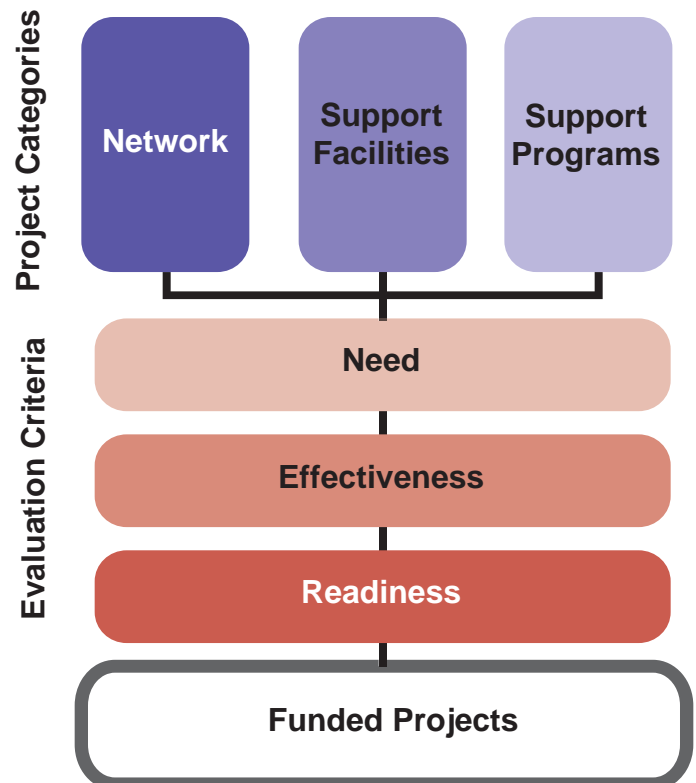 Project Categories
Network
Support
Facilities
Support
Programs
Evaluation Criteria
Need
Effectiveness
Readiness
Funded Projects